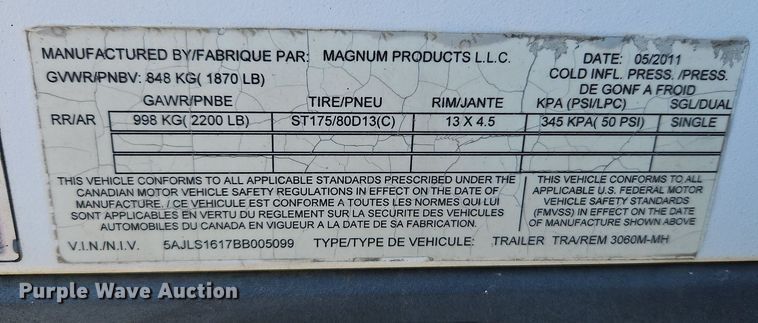 MANUFACTURED BY/FABRIQUE PAR: MAGNUM PRODUCTS L.L.C. DATE: 05/2011
GVWR/PNBV: 848 KG( 1870 LB) COLD INFL. PRESS. /PRESS.
DE GONF A FROID
GAWR/PNBE TIRE/PNEU RIM/JANTE KPA (PSI/LPC) SGL/DUAL
RR/AR 998 KG( 2200 LB) ST175/80D13(C) 13 X 4.5 345 KPA( 50 PSI) SINGLE
THIS VEHICLE CONFORMS TO ALL APPLICABLE STANDARDS PRESCRIBED UNDER THE
CANADIAN MOTOR VEHICLE SAFETY REGULATIONS IN EFFECT ON THE DATE OF
MANUFACTURE. / CE VEHICULE EST CONFORME A TOUTES LES NORMES QUI LUI
SONT APPLICABLES EN VERTU DU REGLEMENT SUR LA SECURITE DES VEHICULES
AUTOMOBILES DU CANADA EN VIGUEUR A LA DATE DE SA FABRICATION.
THIS VEHICLE CONFORMS TO ALL
APPLICABLE U.S. FEDERAL MOTOR
VEHICLE SAFETY STANDARDS
(FMVSS) IN EFFECT ON THE DATE
OF MANUFACTURE SHOWN ABOVE
V.I.N./N.I.V. 5AJLS1617BB005099 TYPE/TYPE DE VEHICULE: TRAILER TRA/REM 3060M-MH
Purple Wave Auction